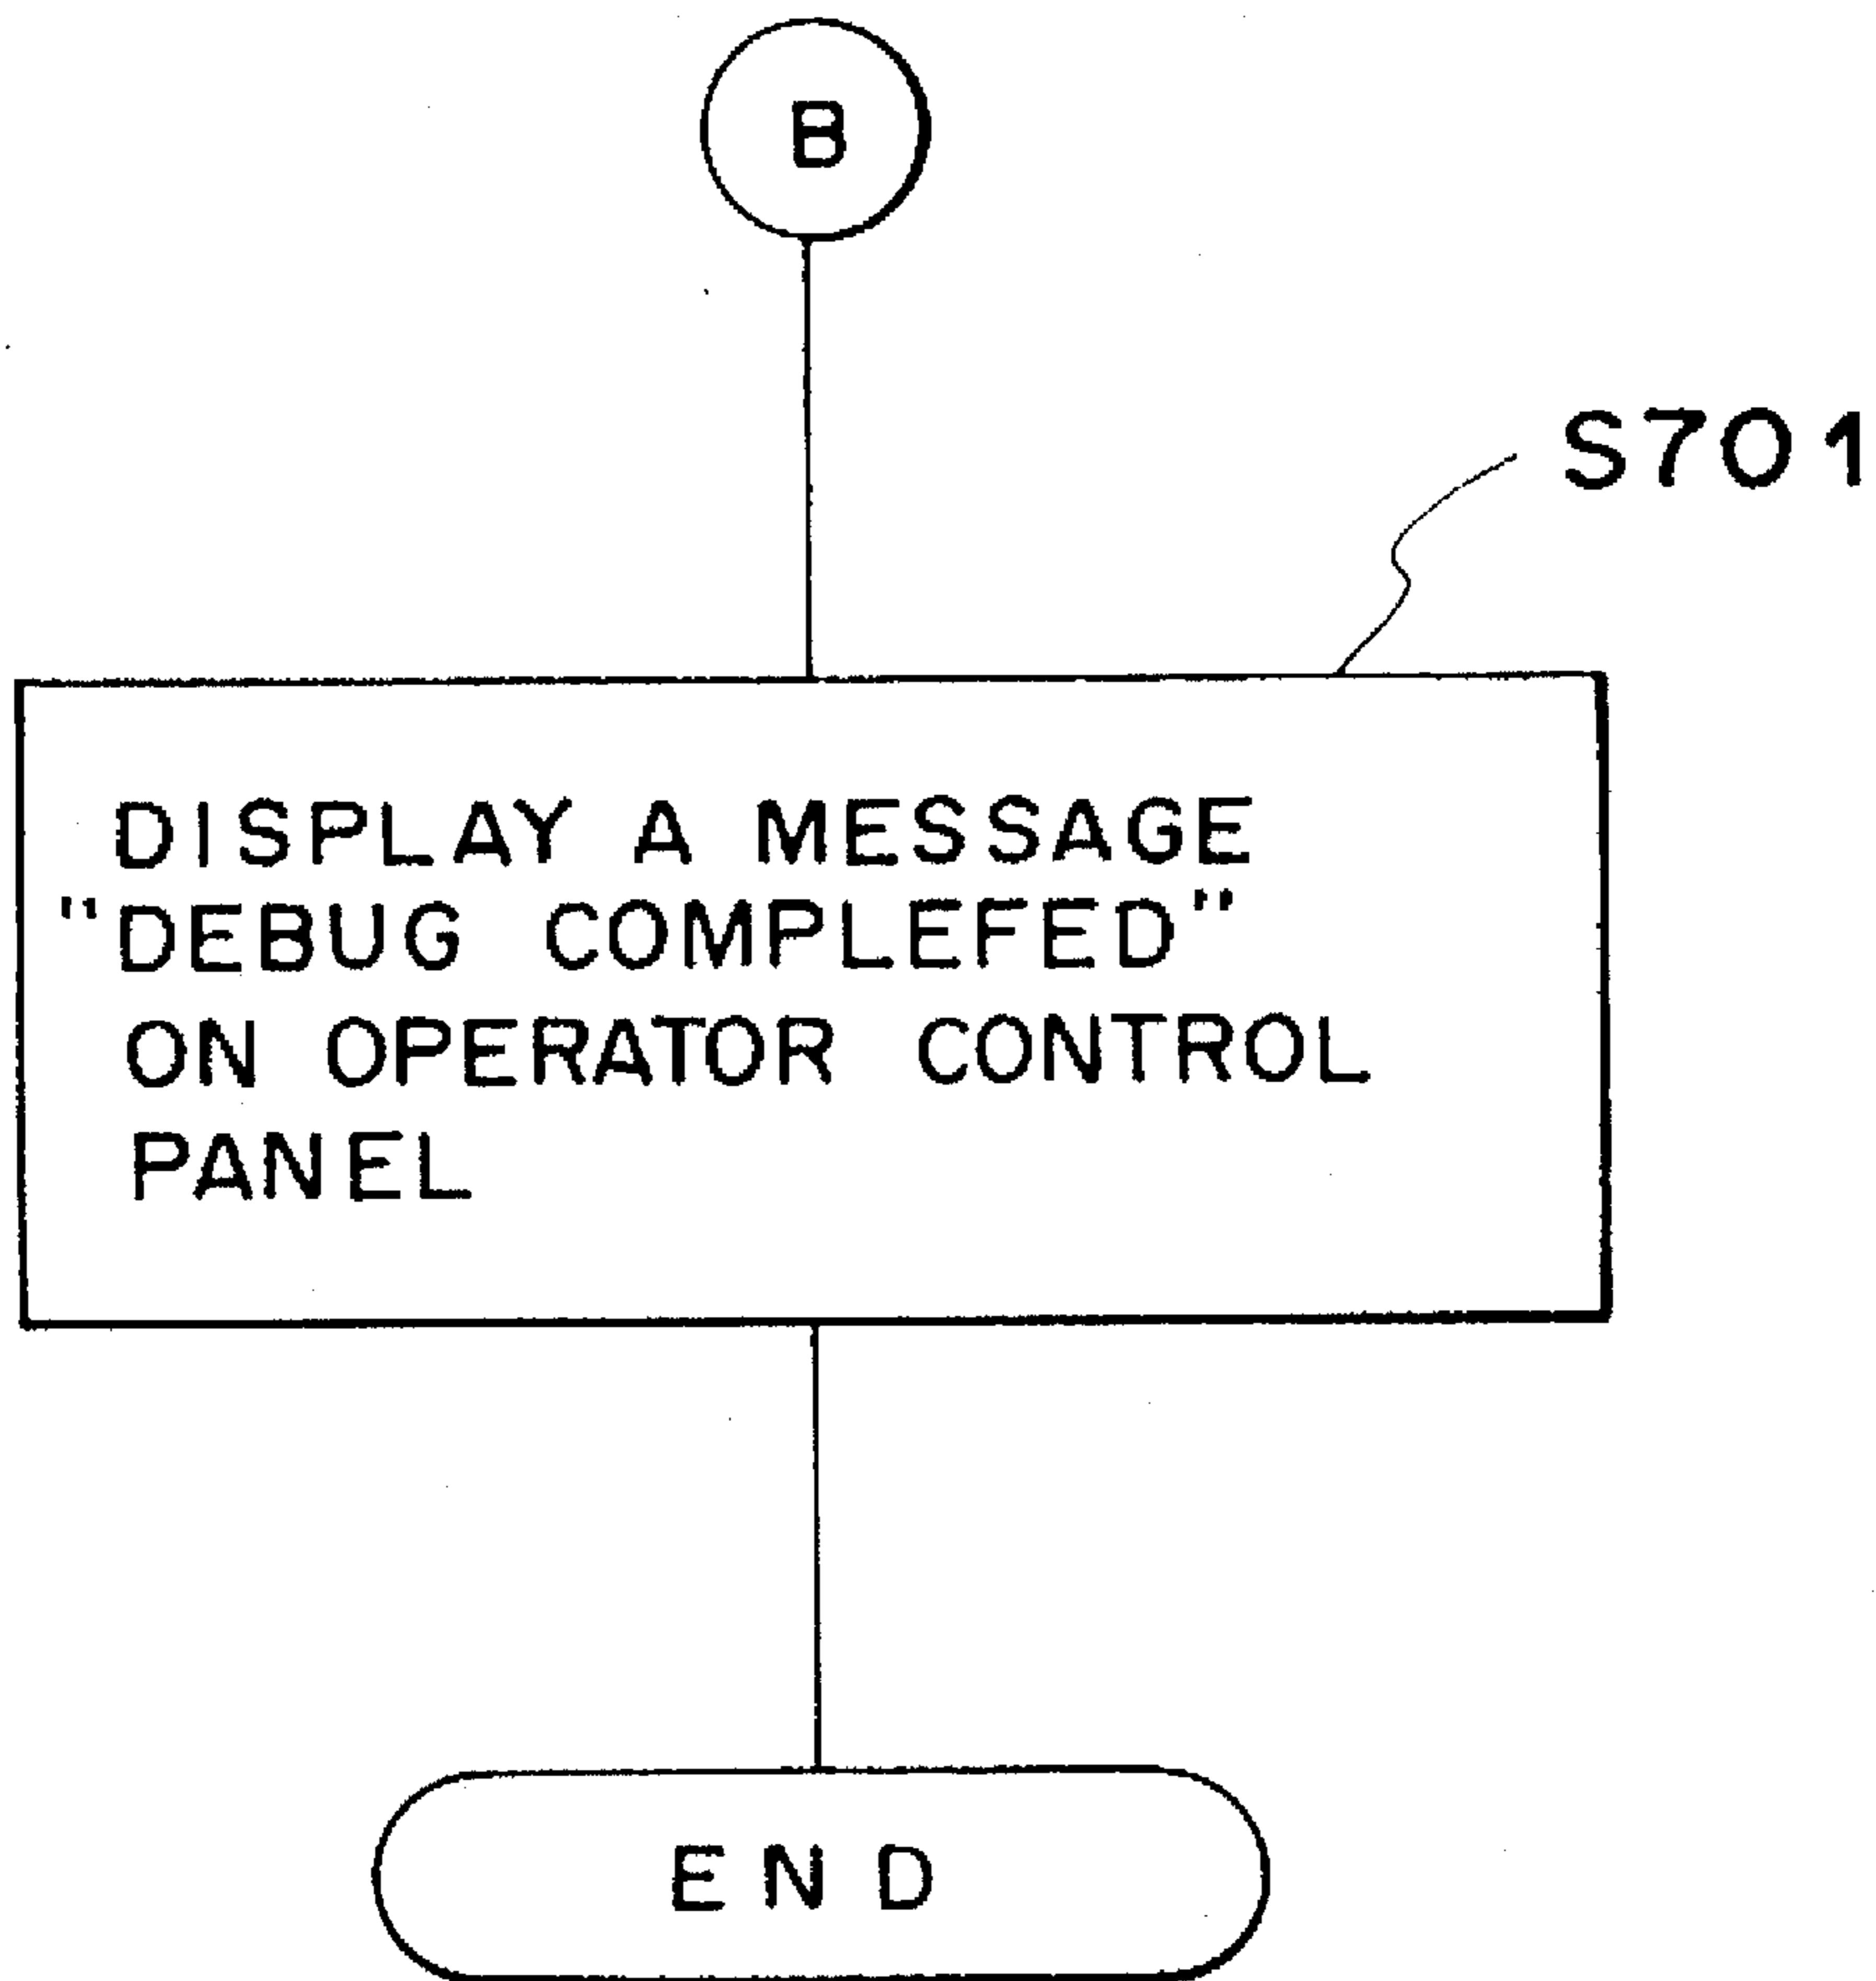 B
S701
DISPLAY A MESSAGE
"DEBUG COMPLEFED"
ON OPERATOR CONTROL
PANEL
END